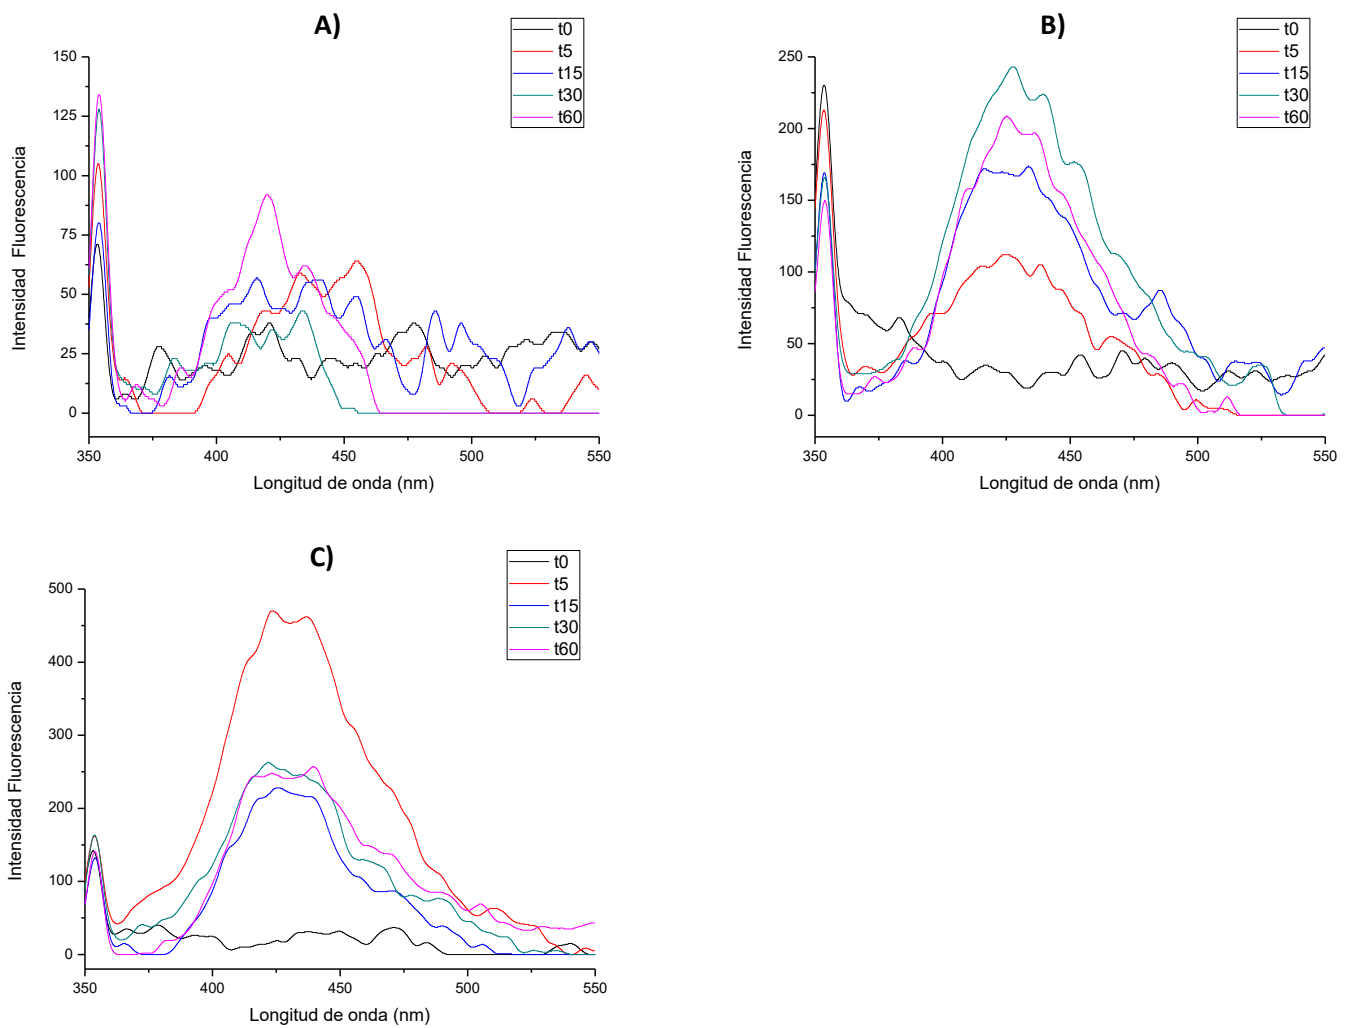 A)
t0
t5
t15
t30
t60
150
125
100
75
50
25
0
Intensidad Fluorescencia
350
400
450
500
550
Longitud de onda (nm)
B)
t0
t5
t15
t30
t60
250
200
150
100
50
0
Intensidad Fluorescencia
350
400
450
500
550
Longitud de onda (nm)
C)
t0
t5
t15
t30
t60
500
400
300
200
100
0
Intensidad Fluorescencia
350
400
450
500
550
Longitud de onda (nm)